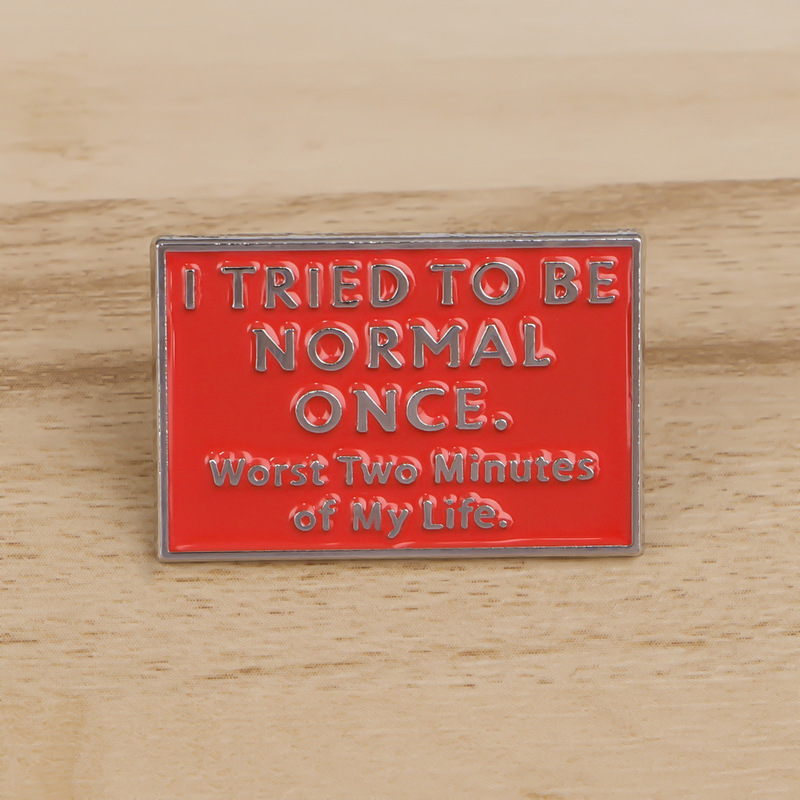 I TRIED TO BE
NORMAL
ONCE.
Worst Two Minutes
of My Life.